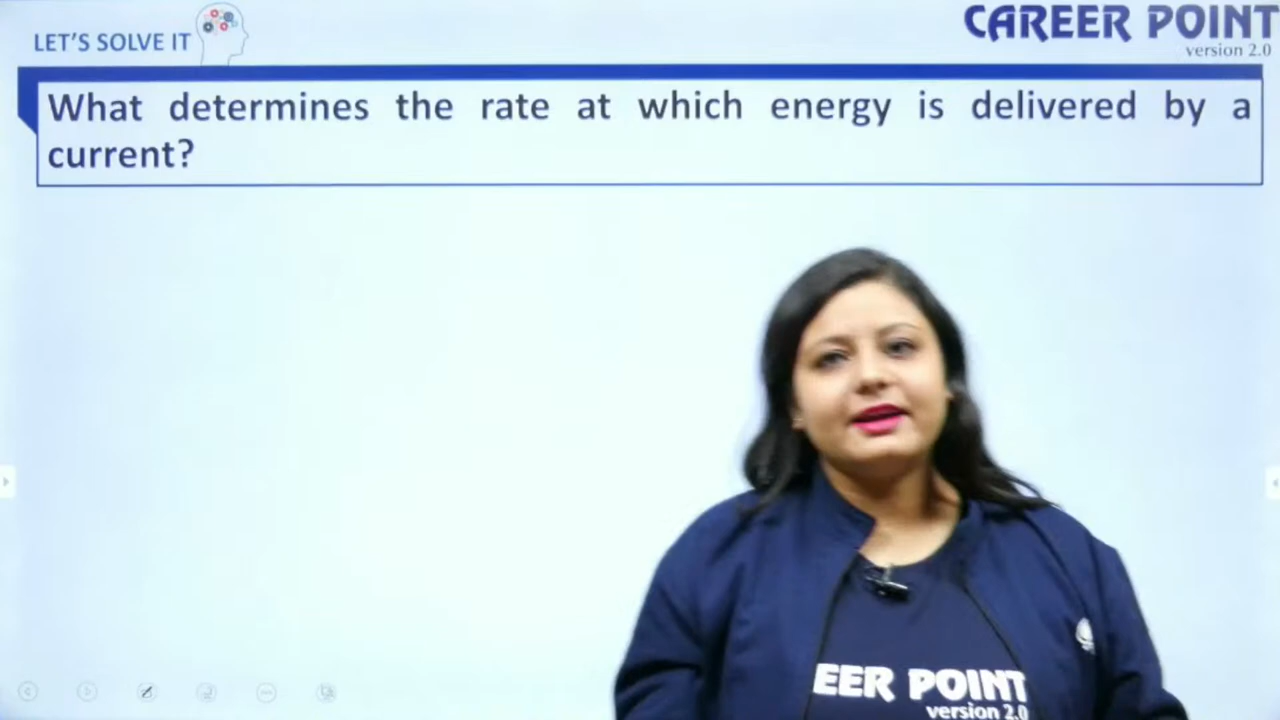 LET'S SOLVE IT
CAREER POINT
version 2.0
What determines the rate at which energy is delivered by a
current?
EER POINT
version 2.0